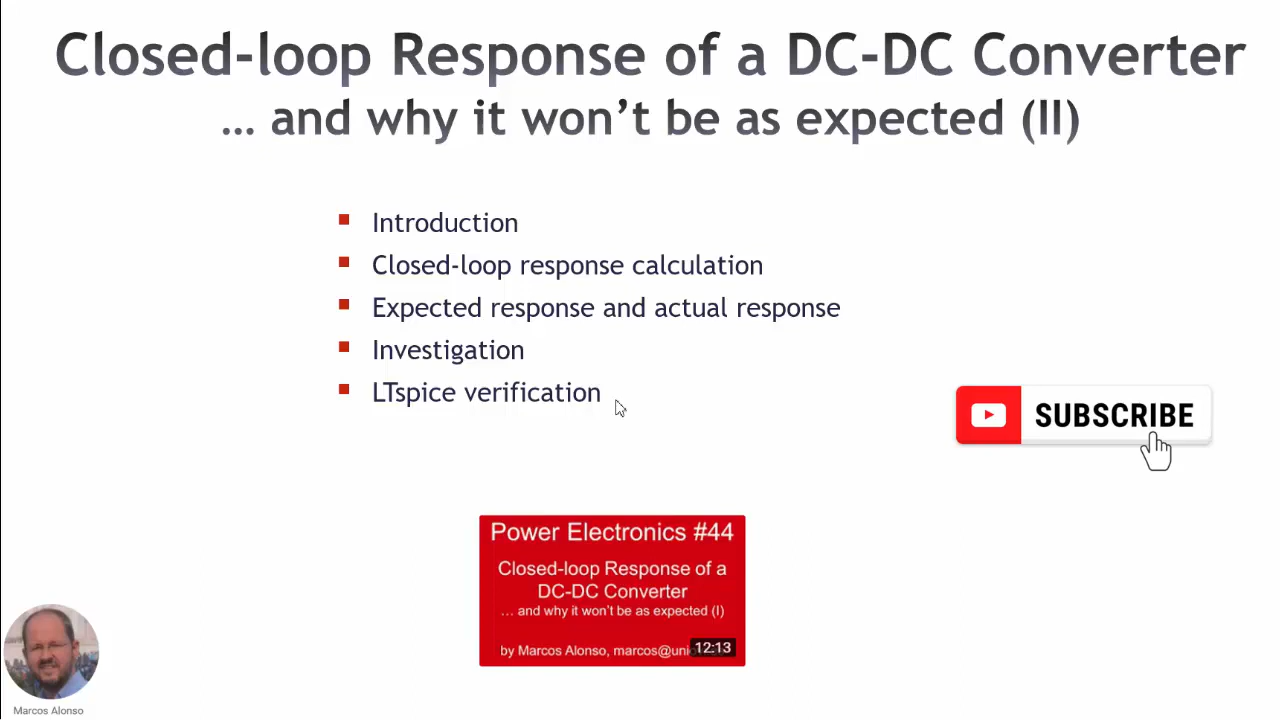 Closed-loop Response of a DC-DC Converter
... and why it won't be as expected (II)
Introduction
Closed-loop response calculation
Expected response and actual response
Investigation
LTspice verification
SUBSCRIBE
Power Electronics #44
Closed-loop Response of a
DC-DC Converter
... and why it won't be as expected (I)
by Marcos Alonso,
12:13
Marcos Alonso